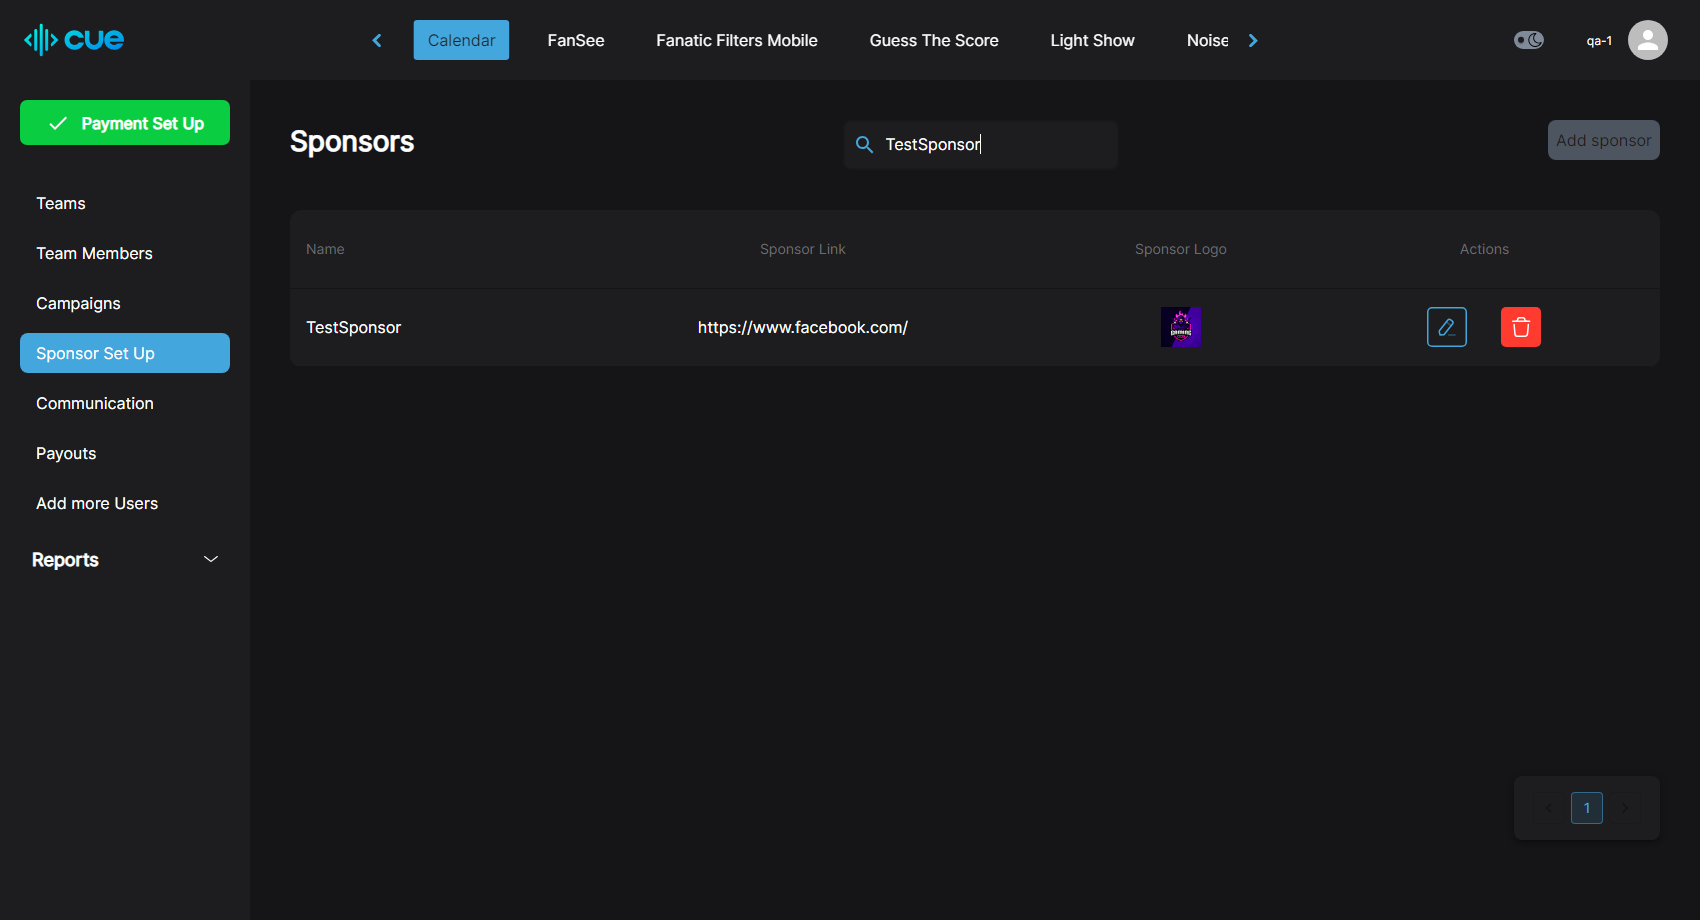 cue
Calendar
FanSee
Fanatic Filters Mobile
Guess The Score
Light Show
Noise
qa-1
Payment Set Up
Teams
Team Members
Campaigns
Sponsor Set Up
Communication
Payouts
Add more Users
Reports
Sponsors
TestSponsor
Add sponsor
Name
Sponsor Link
Sponsor Logo
Actions
TestSponsor
https://www.facebook.com/
GAMING
1